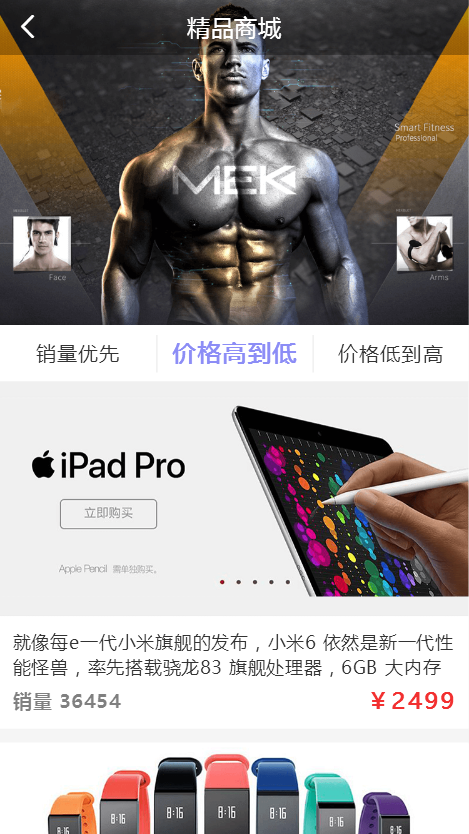 精品商城
Smart Fitness
Professional
MEK
Face
Arms
销量优先
价格高到低
价格低到高
iPad Pro
立即购买
Apple Pencil 需单独购买。
就像每e一代小米旗舰的发布，小米6 依然是新一代性
能怪兽，率先搭载骁龙83 旗舰处理器，6GB 大内存
销量 36454
￥2499
8:16 8:16 8:16 8:16 8:16 8:16 8:16